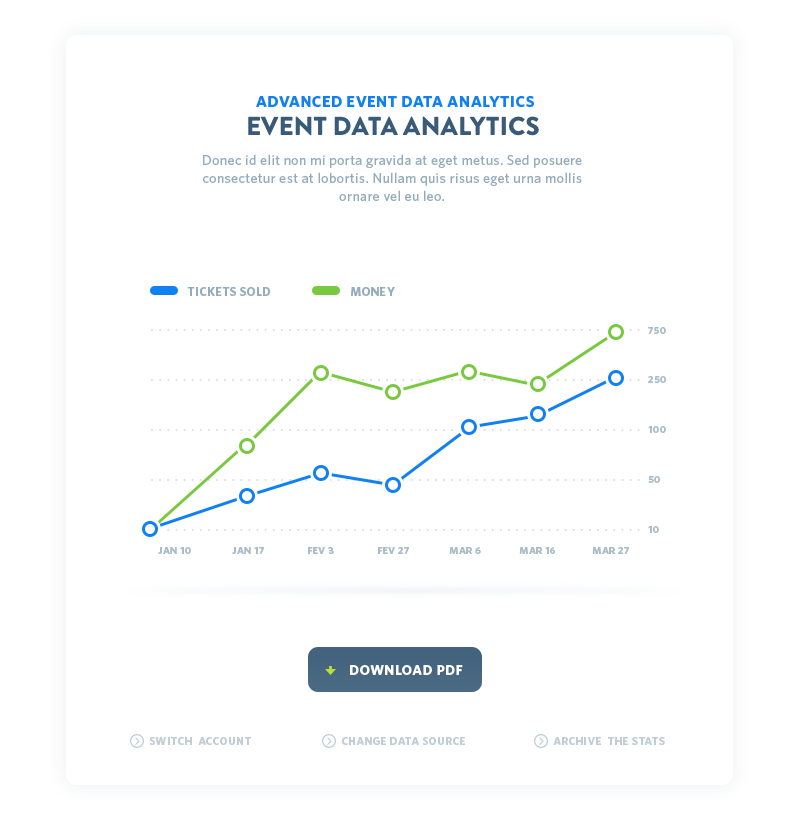 ADVANCED EVENT DATA ANALYTICS
EVENT DATA ANALYTICS
Donec id elit non mi porta gravida at eget metus. Sed posuere
consectetur est at lobortis. Nullam quis risus eget urna mollis
ornare vel eu leo.
TICKETS SOLD MONEY
750
250
100
50
10
JAN 10 JAN 17 FEV 3 FEV 27 MAR 6 MAR 16 MAR 27
DOWNLOAD PDF
SWITCH ACCOUNT CHANGE DATA SOURCE ARCHIVE THE STATS